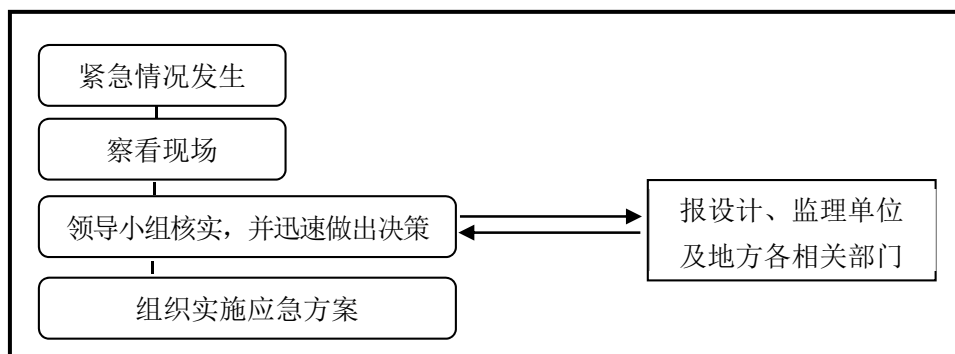 紧急情况发生
察看现场
领导小组核实，并迅速做出决策
报设计、监理单位
及地方各相关部门
组织实施应急方案